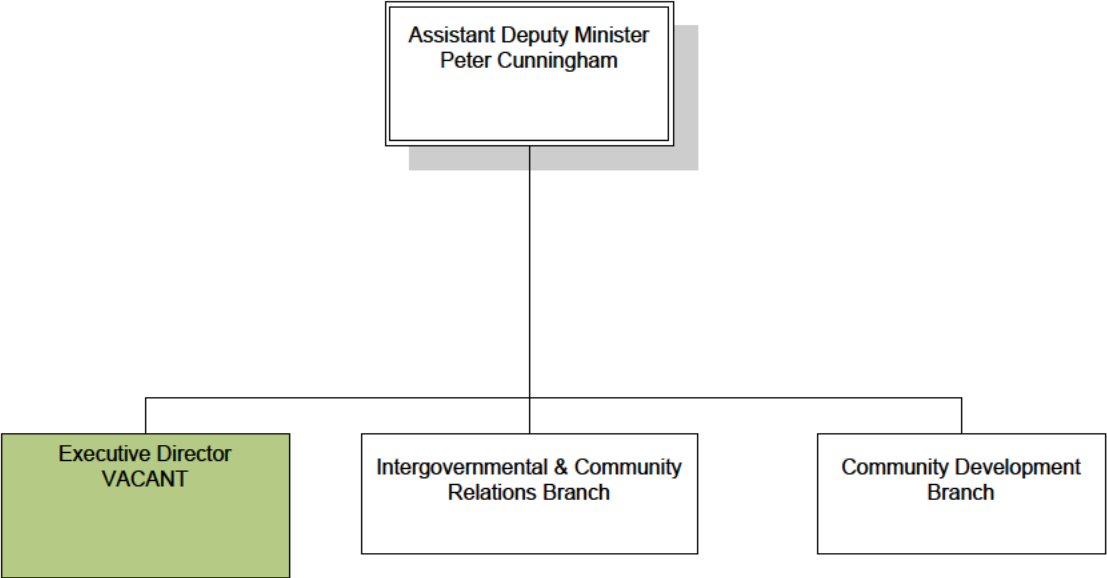 Assistant Deputy Minister
Peter Cunningham
Executive Director
VACANT
Intergovernmental & Community
Relations Branch
Community Development
Branch